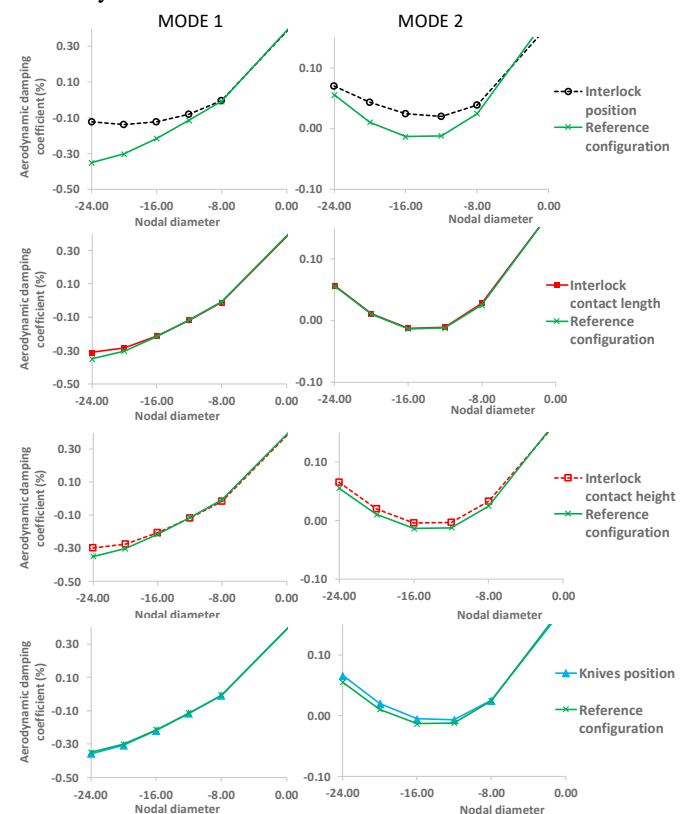 MODE 1
MODE 2
Aerodynamic damping
coefficient (%)
0.30
0.10
-0.10
-0.30
-0.50
-24.00 -16.00 -8.00 0.00
Nodal diameter
0.10
0.00
-0.10
-24.00 -16.00 -8.00 0.00
Nodal diameter
Interlock
position
Reference
configuration
Aerodynamic damping
coefficient (%)
0.30
0.10
-0.10
-0.30
-0.50
-24.00 -16.00 -8.00 0.00
Nodal diameter
0.10
0.00
-0.10
-24.00 -16.00 -8.00 0.00
Nodal diameter
Interlock
contact length
Reference
configuration
Aerodynamic damping
coefficient (%)
0.30
0.10
-0.10
-0.30
-0.50
-24.00 -16.00 -8.00 0.00
Nodal diameter
0.10
0.00
-0.10
-24.00 -16.00 -8.00 0.00
Nodal diameter
Interlock
contact height
Reference
configuration
Aerodynamic damping
coefficient (%)
0.30
0.10
-0.10
-0.30
-0.50
-24.00 -16.00 -8.00 0.00
Nodal diameter
0.10
0.00
-0.10
-24.00 -16.00 -8.00 0.00
Nodal diameter
Knives position
Reference
configuration